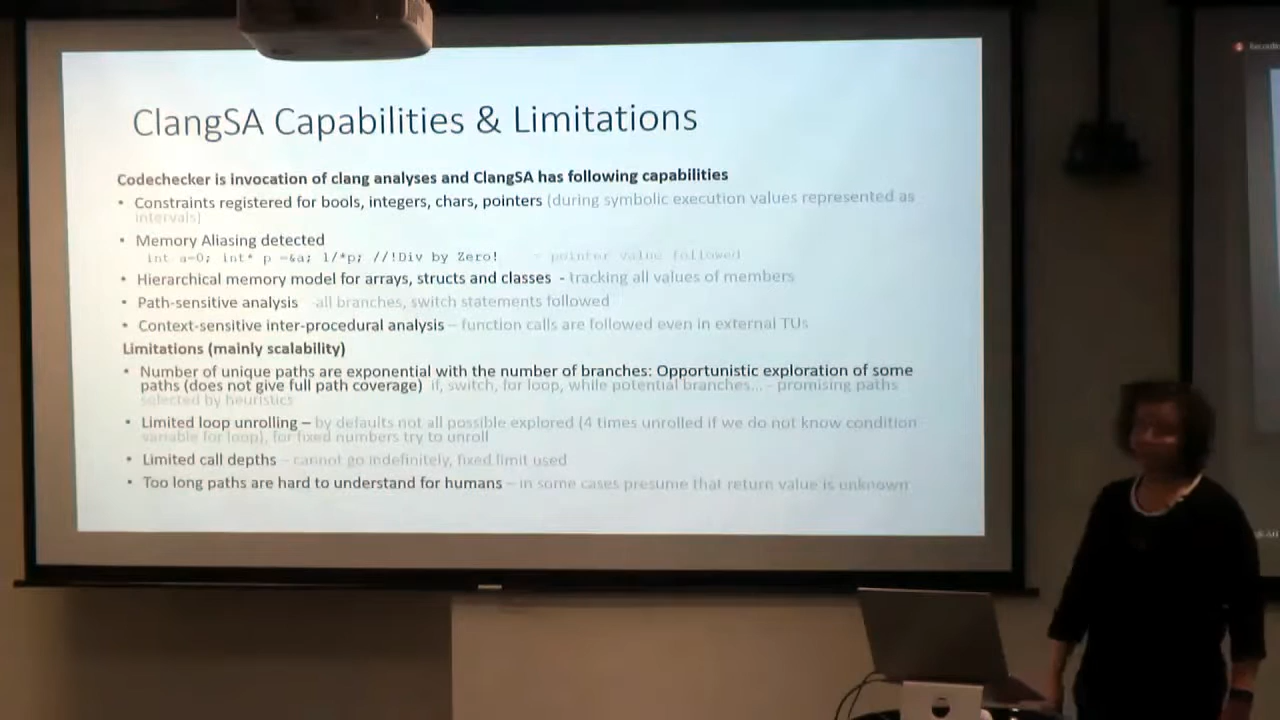 ClangSA Capabilities & Limitations
Codechecker is invocation of clang analyses and ClangSA has following capabilities
• Constraints registered for bools, integers, chars, pointers (during symbolic execution values represented as
intervals)
• Memory Aliasing detected
int a=0; int* p =&a; 1/*p; //!Div by Zero! - pointer value followed
• Hierarchical memory model for arrays, structs and classes - tracking all values of members
• Path-sensitive analysis -all branches, switch statements followed
• Context-sensitive inter-procedural analysis – function calls are followed even in external TUs
Limitations (mainly scalability)
• Number of unique paths are exponential with the number of branches: Opportunistic exploration of some
paths (does not give full path coverage) if, switch, for loop, while potential branches... - promising paths
selected by heuristics
• Limited loop unrolling – by defaults not all possible explored (4 times unrolled if we do not know condition
variable for loop), for fixed numbers try to unroll
• Limited call depths – cannot go indefinitely, fixed limit used
• Too long paths are hard to understand for humans – in some cases presume that return value is unknown